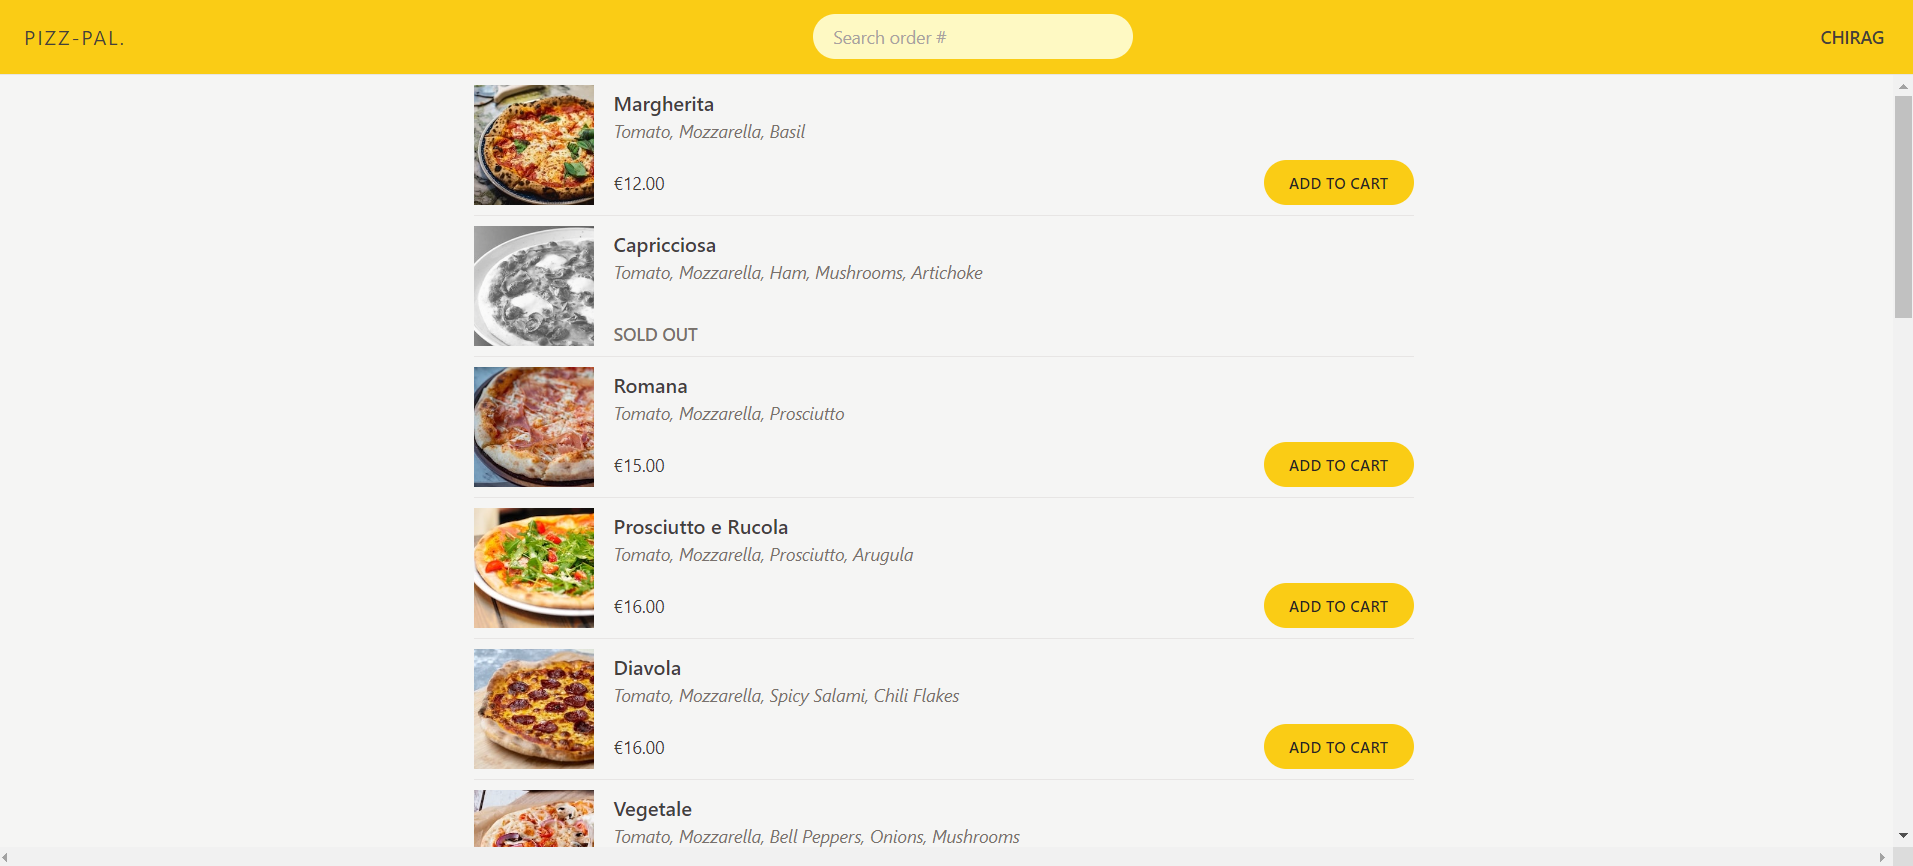 PIZZ-PAL.
Search order #
CHIRAG
Margherita
Tomato, Mozzarella, Basil
€12.00
ADD TO CART
Capricciosa
Tomato, Mozzarella, Ham, Mushrooms, Artichoke
SOLD OUT
Romana
Tomato, Mozzarella, Prosciutto
€15.00
ADD TO CART
Prosciutto e Rucola
Tomato, Mozzarella, Prosciutto, Arugula
€16.00
ADD TO CART
Diavola
Tomato, Mozzarella, Spicy Salami, Chili Flakes
€16.00
ADD TO CART
Vegetale
Tomato, Mozzarella, Bell Peppers, Onions, Mushrooms